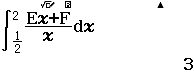 √D/ D ▲
∫_{1/2}^{2} (Ex+F)/x dx
3